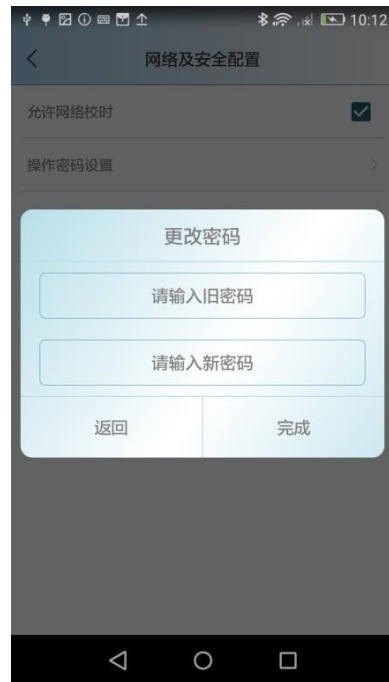 10:12
网络及安全配置
允许网络校时
操作密码设置
更改密码
请输入旧密码
请输入新密码
返回
完成